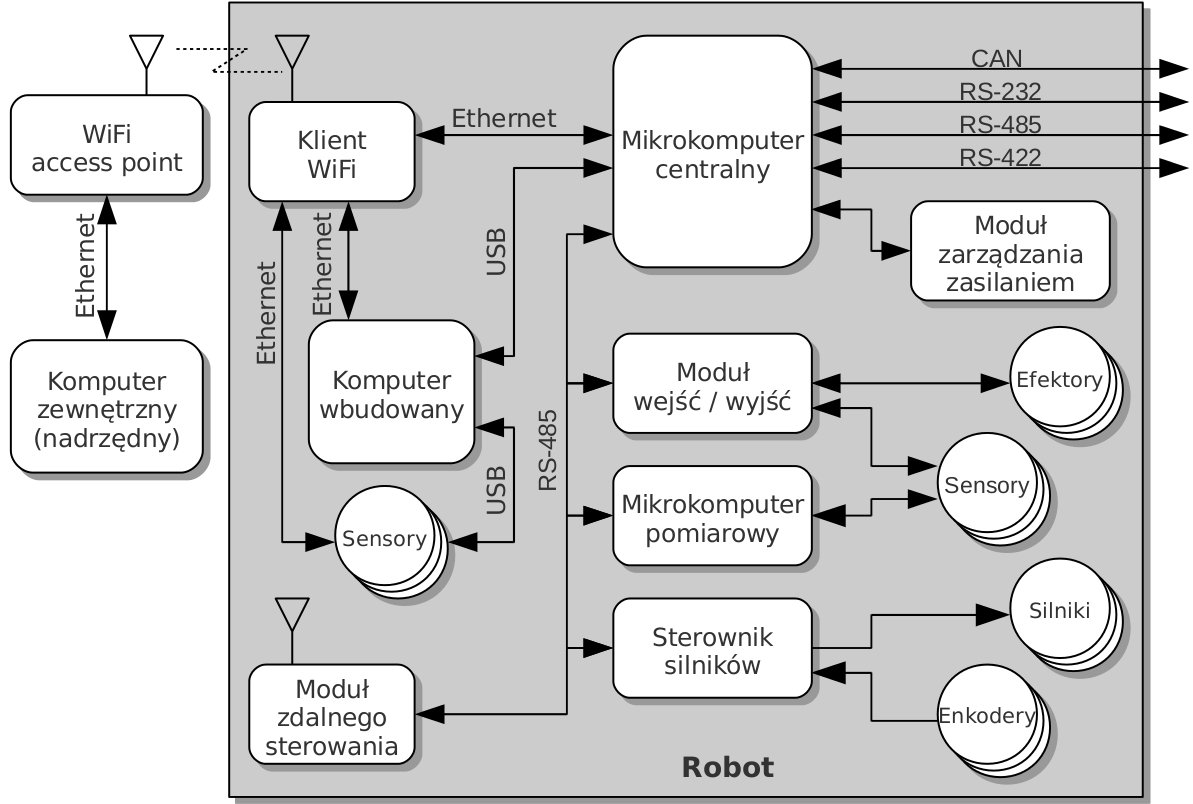 WiFi
access point
Ethernet
Komputer
zewnętrzny
(nadrzędny)
Klient
WiFi
Ethernet
Mikrokomputer
centralny
CAN
RS-232
RS-485
RS-422
Moduł
zarządzania
zasilaniem
Ethernet
Ethernet
USB
Komputer
wbudowany
USB
Sensory
RS-485
Moduł
wejść / wyjść
Efektory
Mikrokomputer
pomiarowy
Sensory
Sterownik
silników
Silniki
Enkodery
Moduł
zdalnego
sterowania
Robot